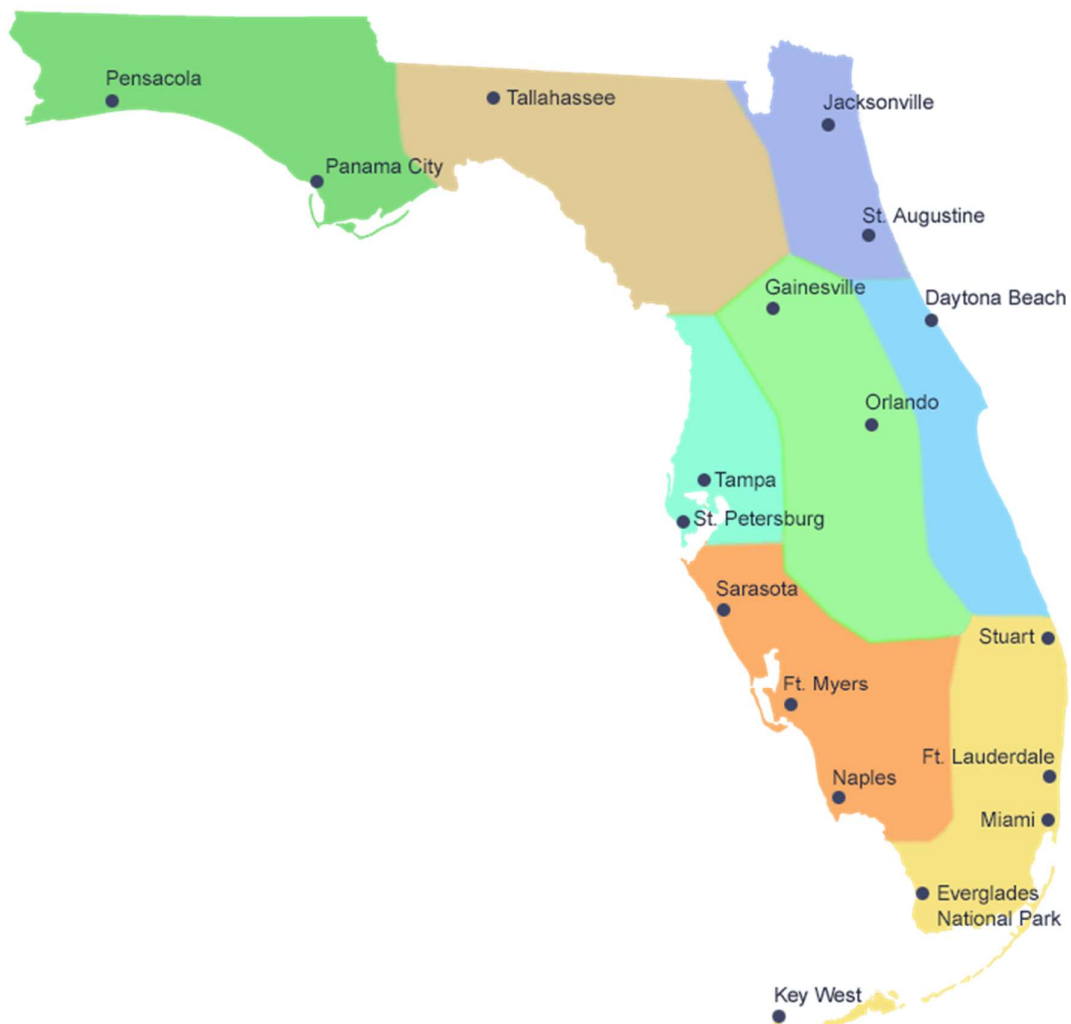 Pensacola
Tallahassee
Jacksonville
Panama City
St. Augustine
Gainesville
Daytona Beach
Orlando
Tampa
St. Petersburg
Sarasota
Stuart
Ft. Myers
Ft. Lauderdale
Naples
Miami
Everglades
National Park
Key West